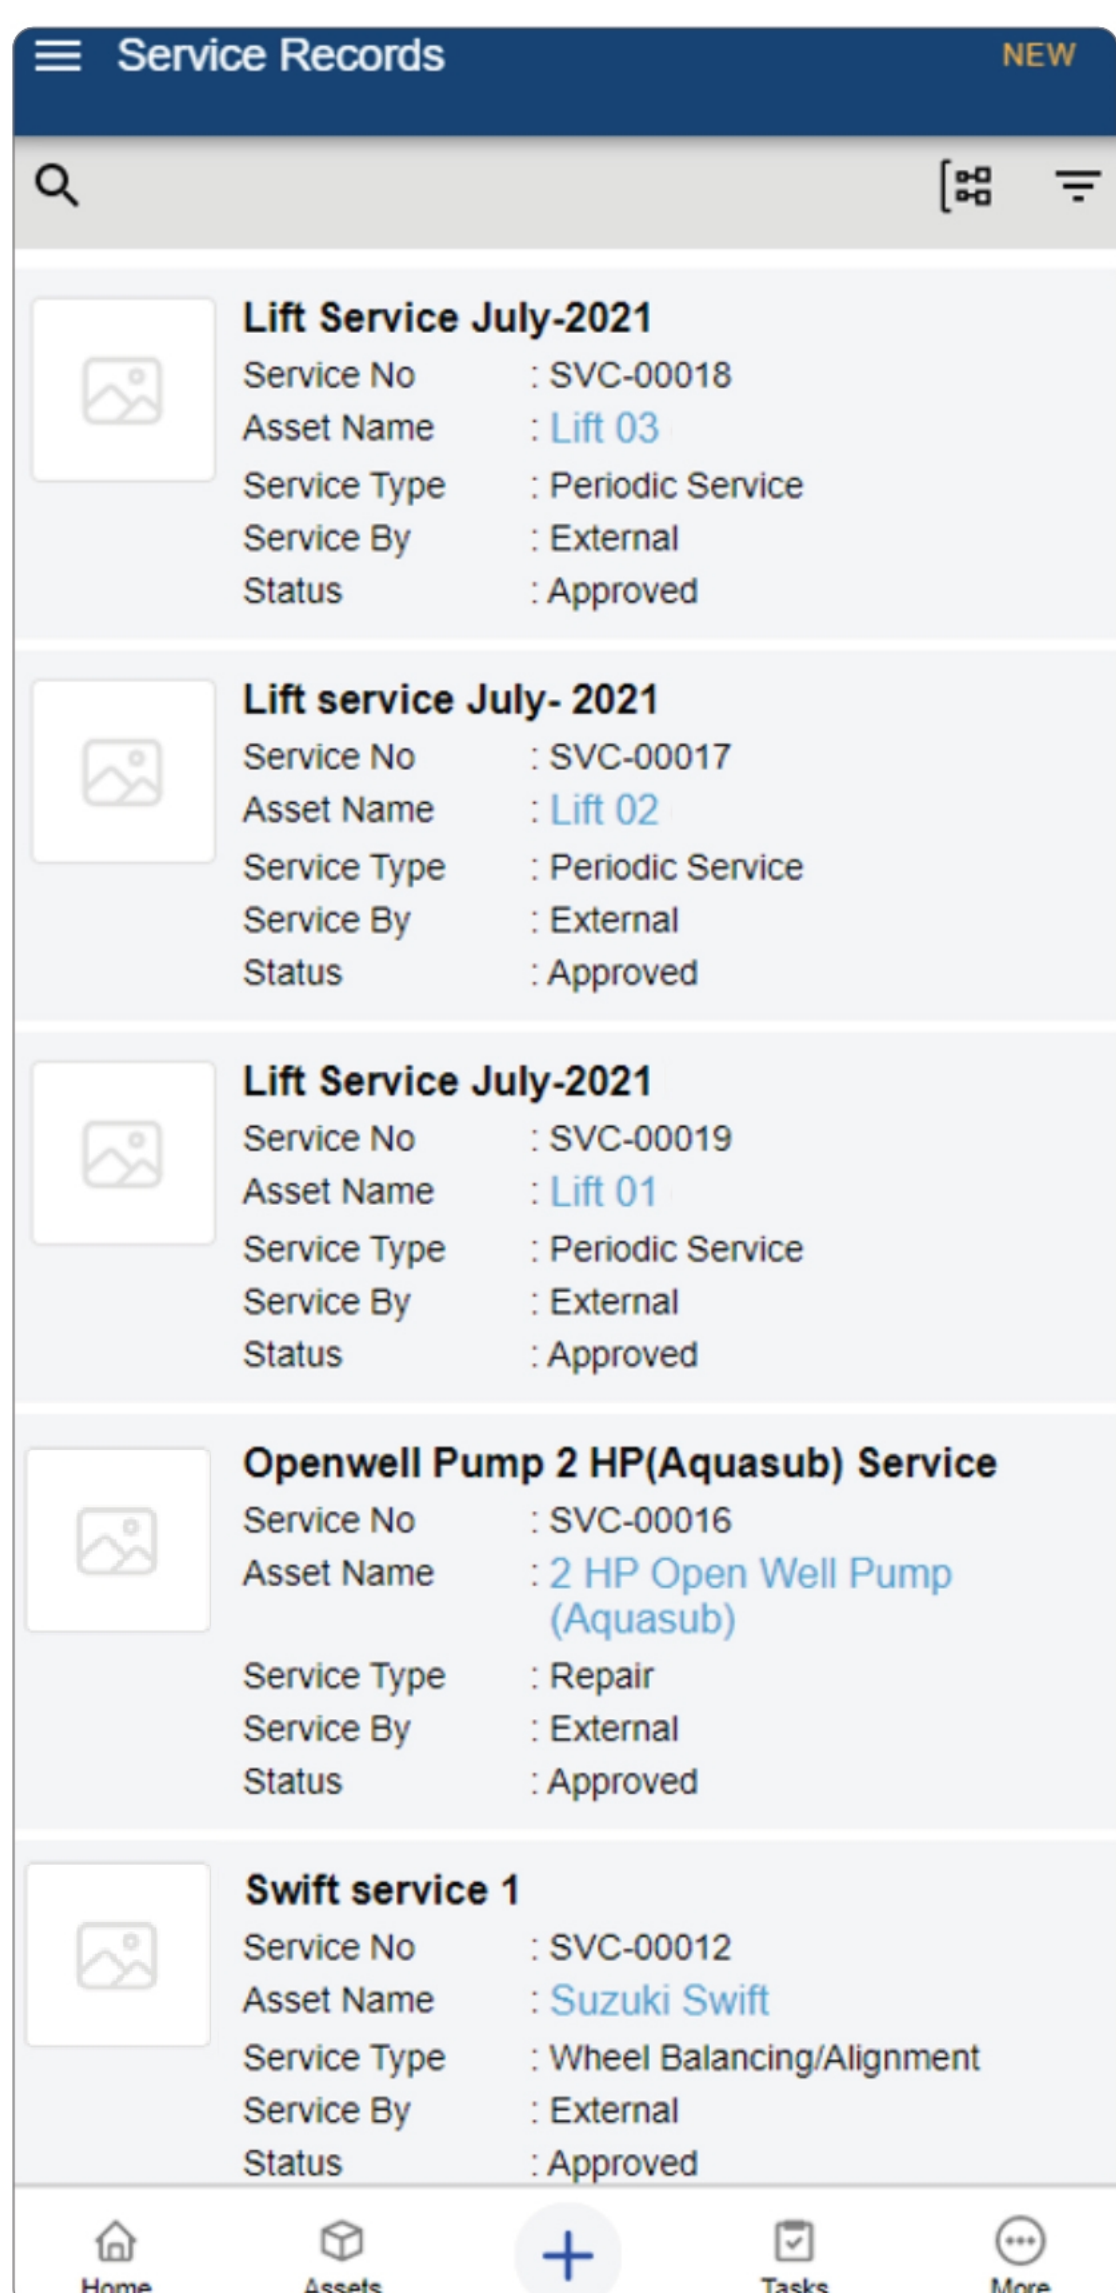 Service Records NEW
Lift Service July-2021
Service No : SVC-00018
Asset Name : Lift 03
Service Type : Periodic Service
Service By : External
Status : Approved
Lift service July- 2021
Service No : SVC-00017
Asset Name : Lift 02
Service Type : Periodic Service
Service By : External
Status : Approved
Lift Service July-2021
Service No : SVC-00019
Asset Name : Lift 01
Service Type : Periodic Service
Service By : External
Status : Approved
Openwell Pump 2 HP(Aquasub) Service
Service No : SVC-00016
Asset Name : 2 HP Open Well Pump
(Aquasub)
Service Type : Repair
Service By : External
Status : Approved
Swift service 1
Service No : SVC-00012
Asset Name : Suzuki Swift
Service Type : Wheel Balancing/Alignment
Service By : External
Status : Approved
Home Assets Tasks More